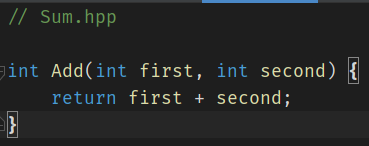 // Sum.hpp
int Add(int first, int second) {
    return first + second;
}